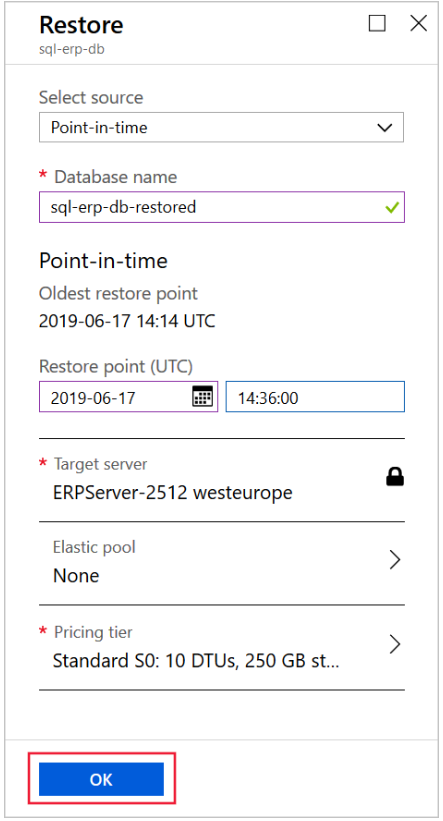 Restore
sql-erp-db
Select source
Point-in-time
* Database name
sql-erp-db-restored
Point-in-time
Oldest restore point
2019-06-17 14:14 UTC
Restore point (UTC)
2019-06-17 14:36:00
* Target server
ERPServer-2512 westeurope
Elastic pool
None
* Pricing tier
Standard S0: 10 DTUs, 250 GB st...
OK